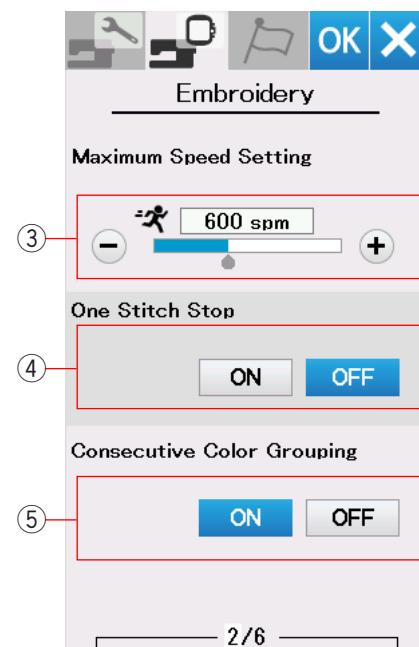 OK
Embroidery
Maximum Speed Setting
③ 600 spm
− +
One Stitch Stop
④ ON OFF
Consecutive Color Grouping
⑤ ON OFF
2/6